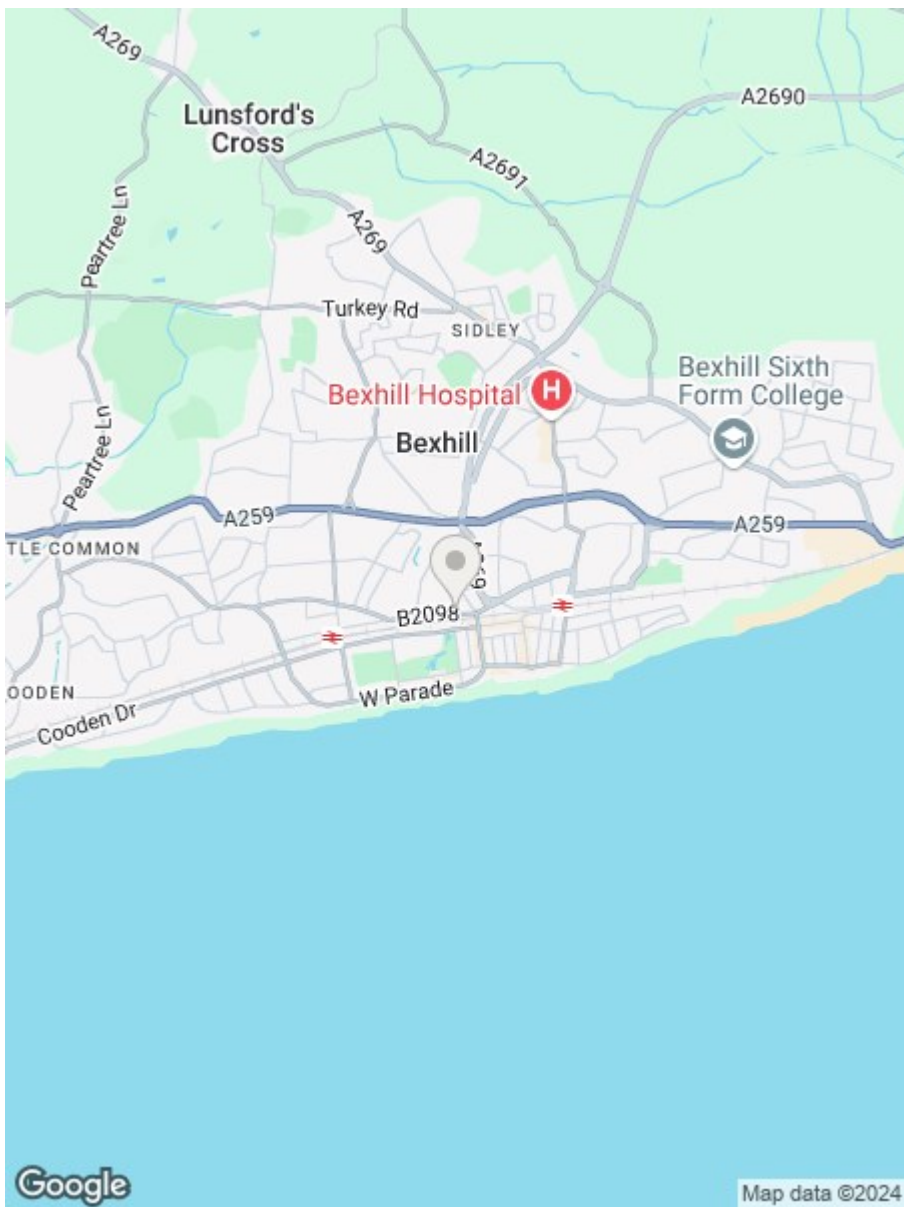 A269
A2690
Lunsford's
Cross
A2691
Peartree Ln
A269
Turkey Rd
SIDLEY
Bexhill Sixth
Form College
Bexhill Hospital
H
Bexhill
Peartree Ln
A259
A259
TLE COMMON
B2098
OODEN
W Parade
Cooden Dr
Google
Map data ©2024